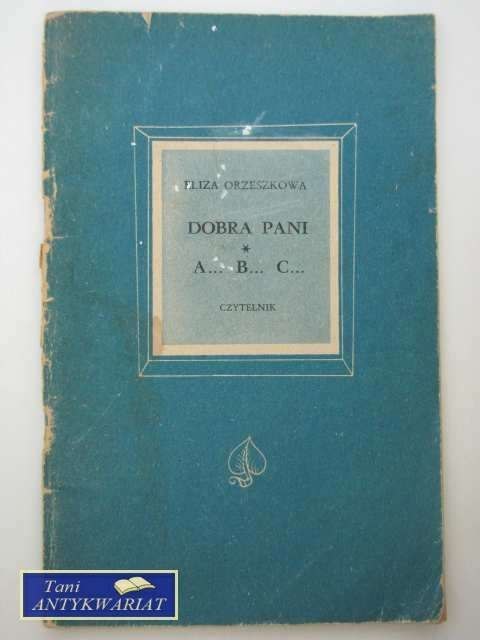 ELIZA ORZESZKOWA
DOBRA PANI
*
A... B... C...
CZYTELNIK
Tani
ANTYKWARIAT